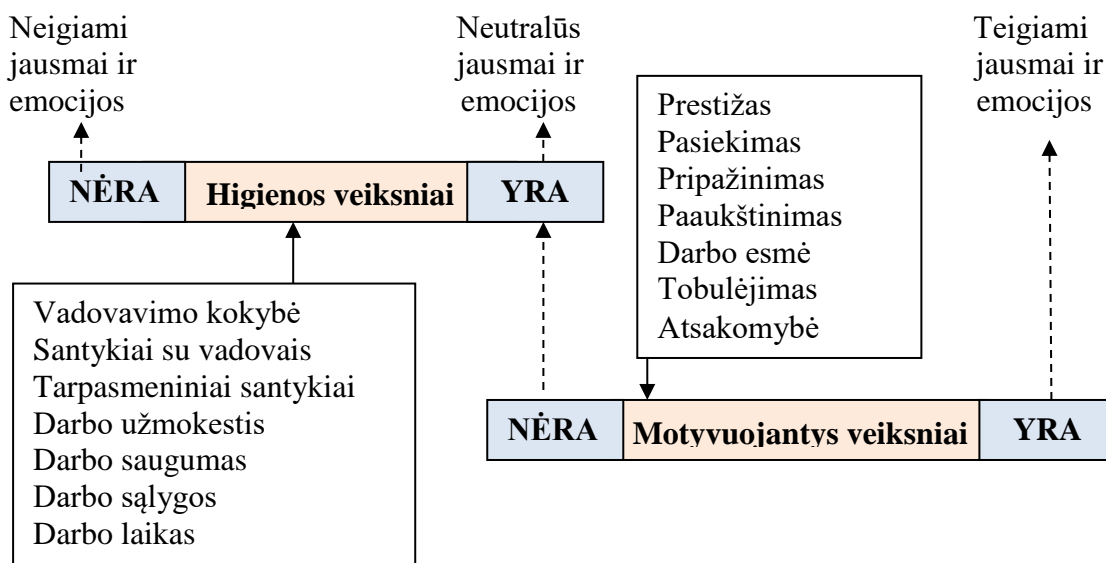 Neigiami
jausmai ir
emocijos
Neutralūs
jausmai ir
emocijos
Teigiami
jausmai ir
emocijos
Prestižas
Pasiekimas
Pripažinimas
Paaukštinimas
Darbo esmė
Tobulėjimas
Atsakomybė
NĖRA
Higienos veiksniai
YRA
Vadovavimo kokybė
Santykiai su vadovais
Tarpasmeniniai santykiai
Darbo užmokestis
Darbo saugumas
Darbo sąlygos
Darbo laikas
NĖRA
Motyvuojantys veiksniai
YRA